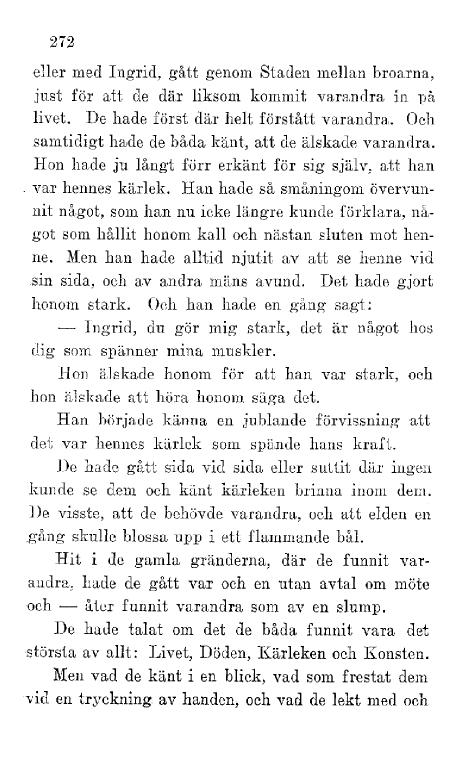 272
eller med Ingrid, gått genom Staden mellan broarna,
just för att de där liksom kommit varandra in på
livet. De hade först där helt förstått varandra. Och
samtidigt hade de båda känt, att de älskade varandra.
Hon hade ju långt förr erkänt för sig själv, att han
var hennes kärlek. Han hade så småningom övervun-
nit något, som han nu icke längre kunde förklara, nå-
got som hållit honom kall och nästan sluten mot hen-
ne. Men han hade alltid njutit av att se henne vid
sin sida, och av andra mäns avund. Det hade gjort
honom stark. Och han hade en gång sagt:
— Ingrid, du gör mig stark, det är något hos
dig som spänner mina muskler.
Hon älskade honom för att han var stark, och
hon älskade att höra honom säga det.
Han började känna en jublande förvissning att
det var hennes kärlek som spände hans kraft.
De hade gått sida vid sida eller suttit där ingen
kunde se dem och känt kärleken brinna inom dem.
De visste, att de behövde varandra, och att elden en
gång skulle blossa upp i ett flammande bål.
Hit i de gamla gränderna, där de funnit var-
andra, hade de gått var och en utan avtal om möte
och — åter funnit varandra som av en slump.
De hade talat om det de båda funnit vara det
största av allt: Livet, Döden, Kärleken och Konsten.
Men vad de känt i en blick, vad som frestat dem
vid en tryckning av handen, och vad de lekt med och